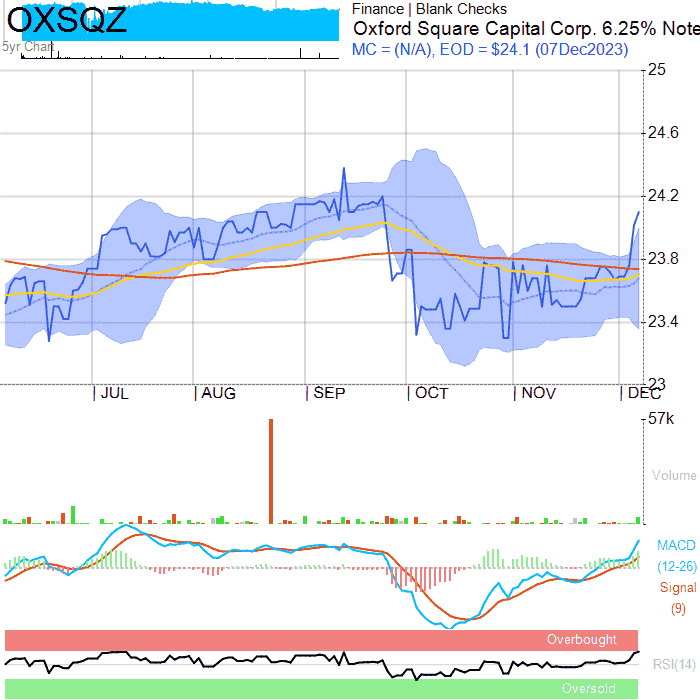 OXSQZ
Finance | Blank Checks
Oxford Square Capital Corp. 6.25% Note
5yr Chart
MC = (N/A), EOD = $24.1 (07Dec2023)
25
24.6
24.2
23.8
23.4
23
JUL AUG SEP OCT NOV DEC
57k
Volume
MACD
(12-26)
Signal
(9)
Overbought
RSI(14)
Oversold